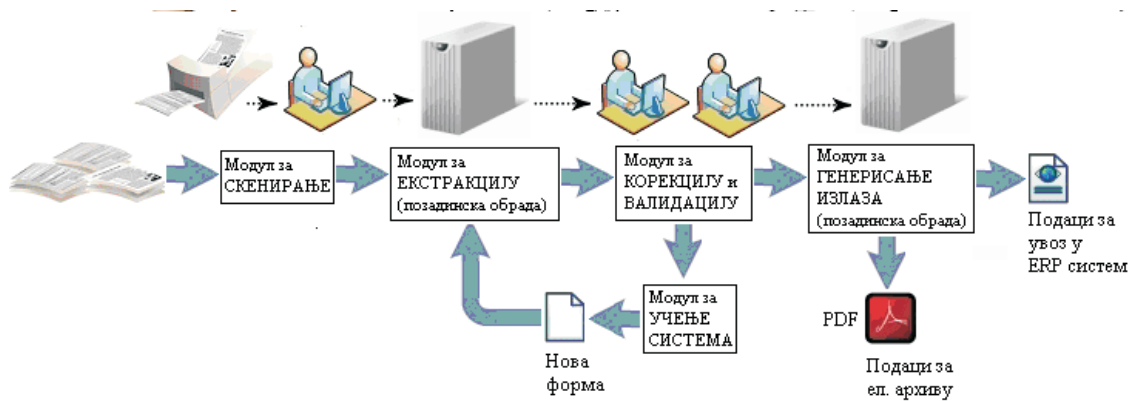 Модул за
СКЕНИРАЊЕ
Модул за
ЕКСТРАКЦИЈУ
(позадинска обрада)
Модул за
КОРЕКЦИЈУ и
ВАЛИДАЦИЈУ
Модул за
ГЕНЕРИСАЊЕ
ИЗЛАЗА
(позадинска обрада)
Подаци за
увоз у
ERP систем
Модул за
УЧЕЊЕ
СИСТЕМА
Нова
форма
PDF
Подаци за
ел. архиву